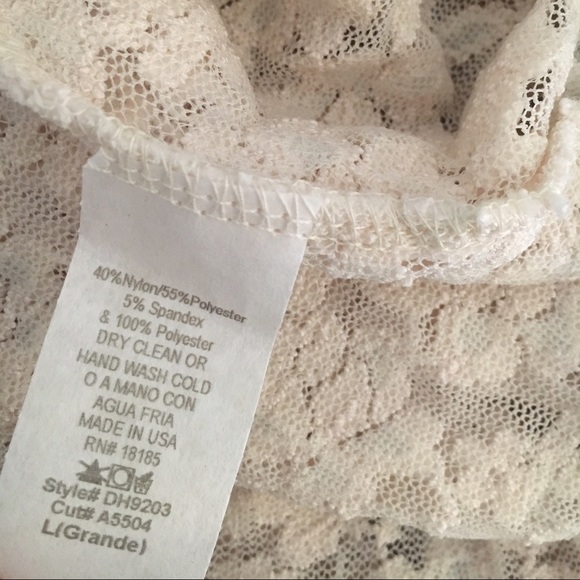 40%Nylon/55%Polyester
5% Spandex
& 100% Polyester
DRY CLEAN OR
HAND WASH COLD
O A MANO CON
AGUA FRIA
MADE IN USA
RN# 18185
Style# DH9203
Cut# A5504
L(Grande)